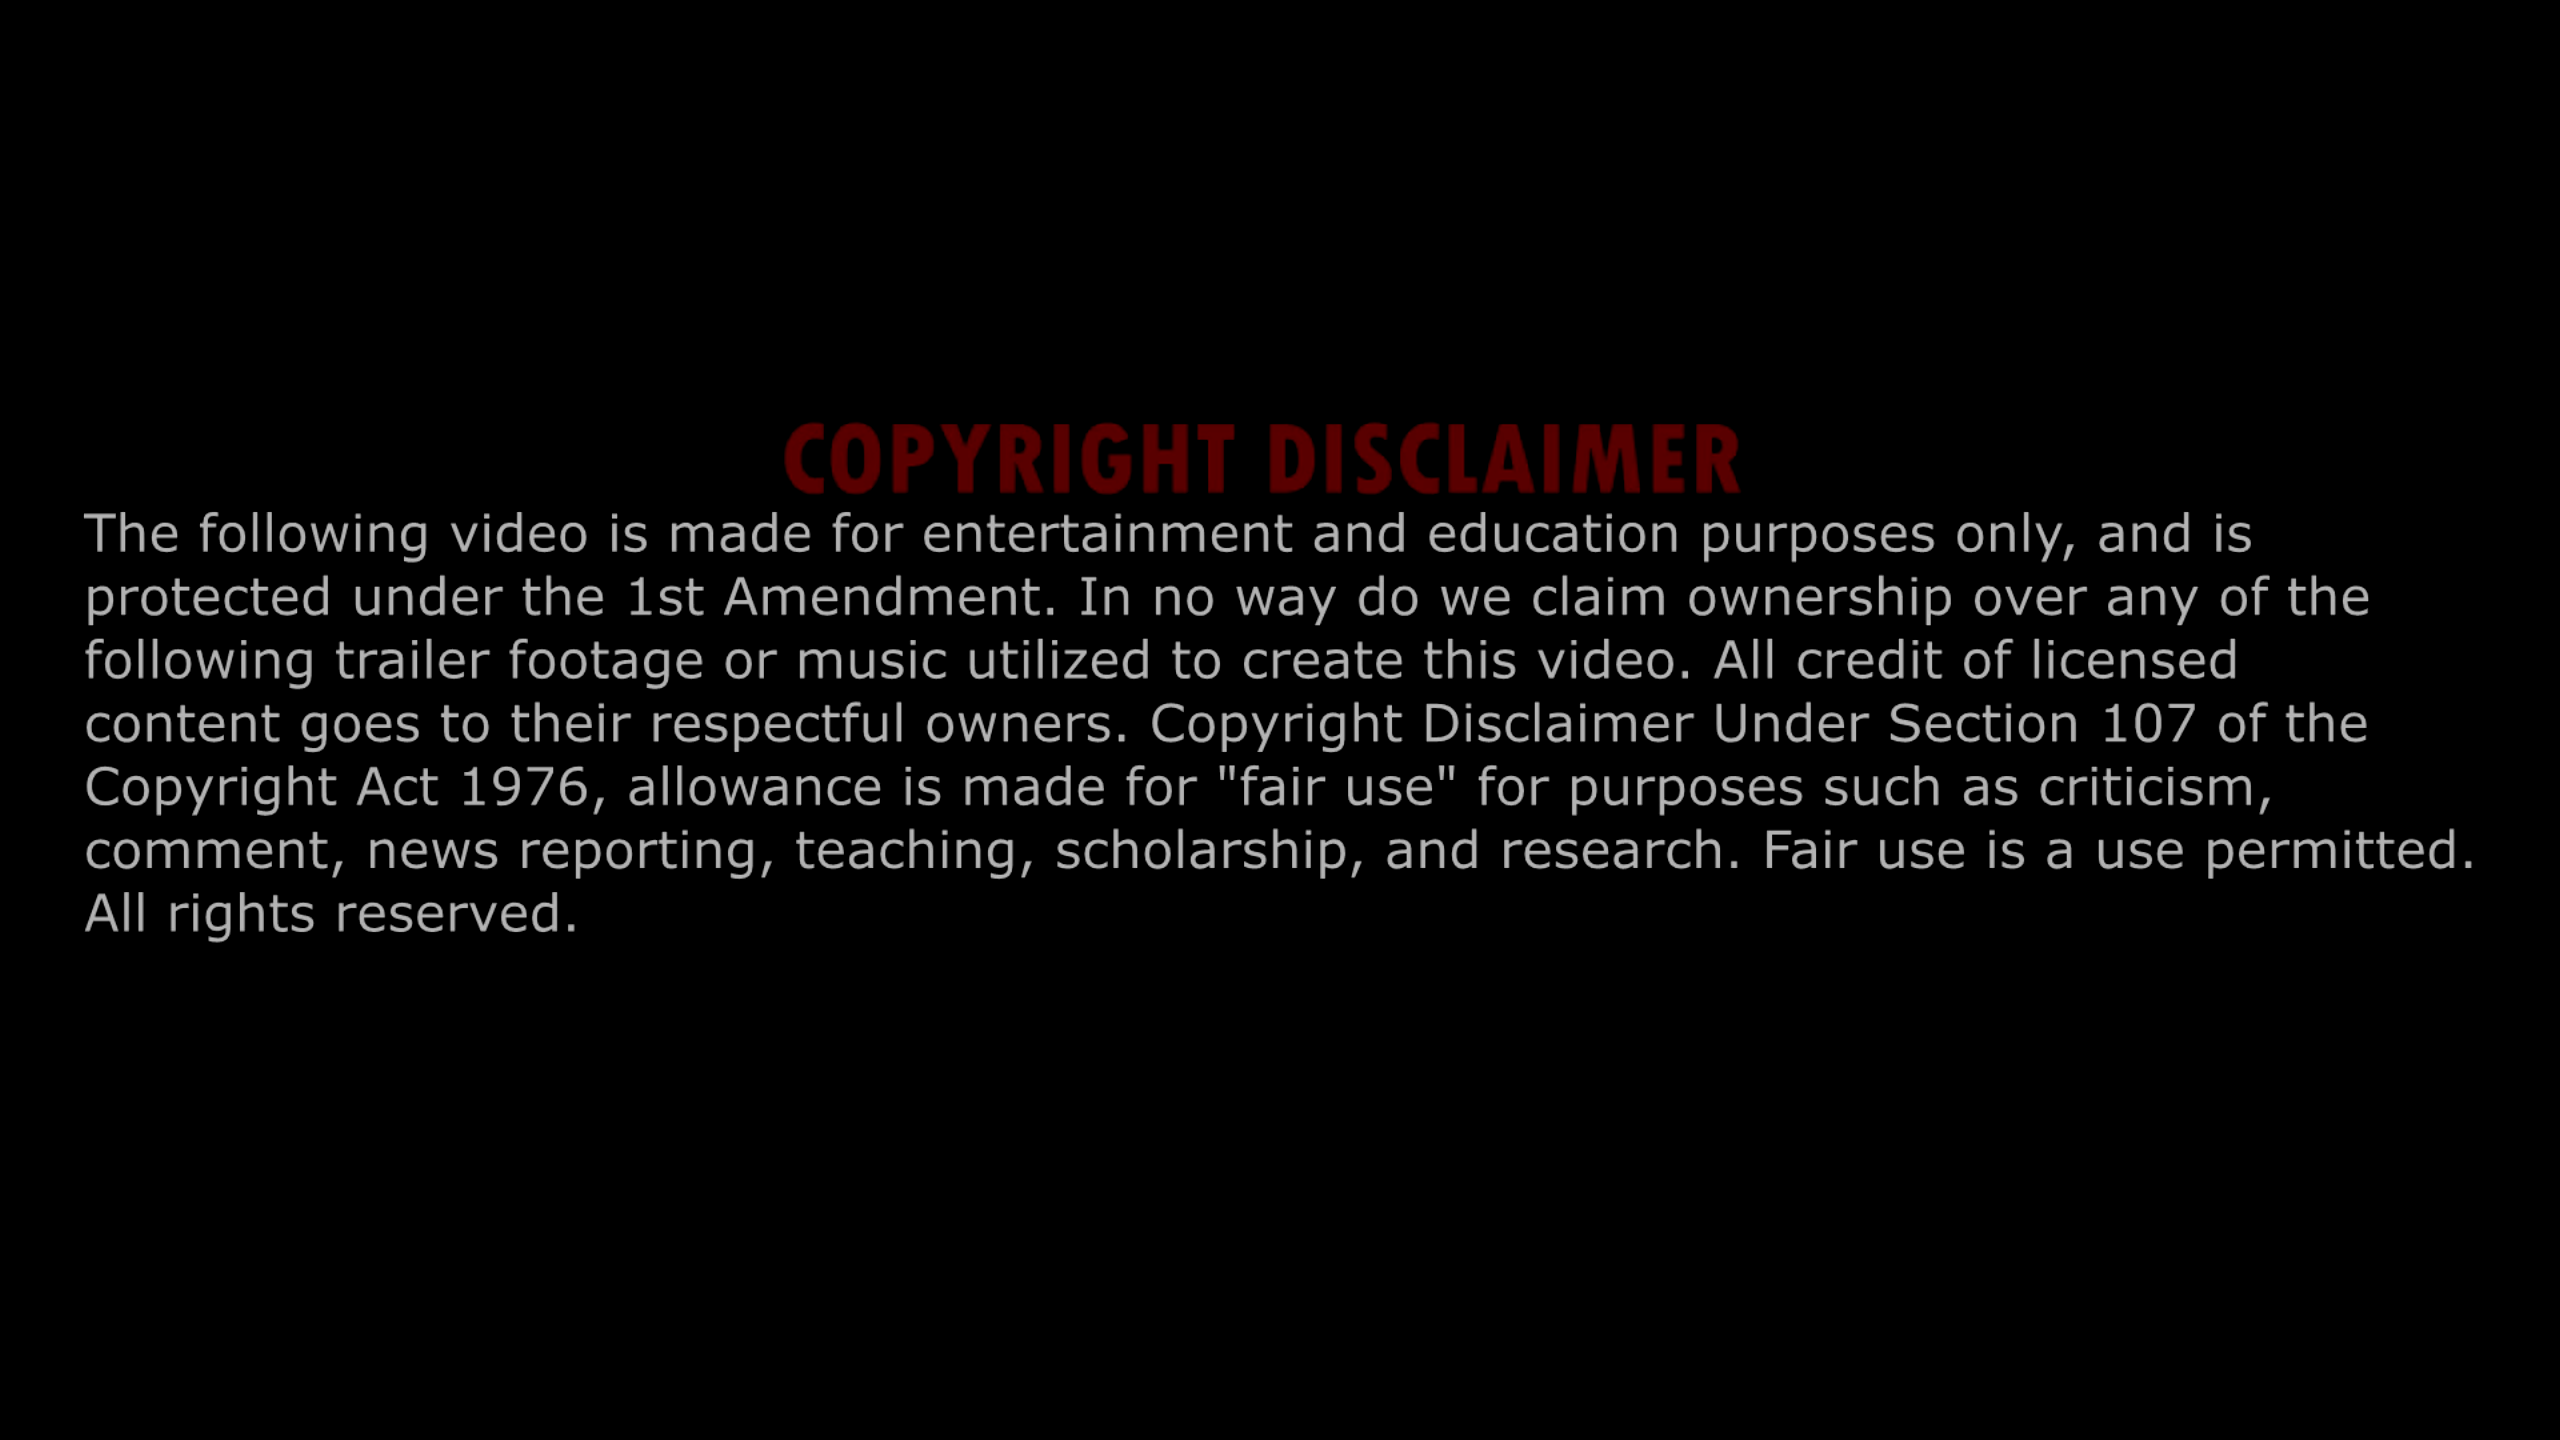 COPYRIGHT DISCLAIMER
The following video is made for entertainment and education purposes only, and is
protected under the 1st Amendment. In no way do we claim ownership over any of the
following trailer footage or music utilized to create this video. All credit of licensed
content goes to their respectful owners. Copyright Disclaimer Under Section 107 of the
Copyright Act 1976, allowance is made for "fair use" for purposes such as criticism,
comment, news reporting, teaching, scholarship, and research. Fair use is a use permitted.
All rights reserved.